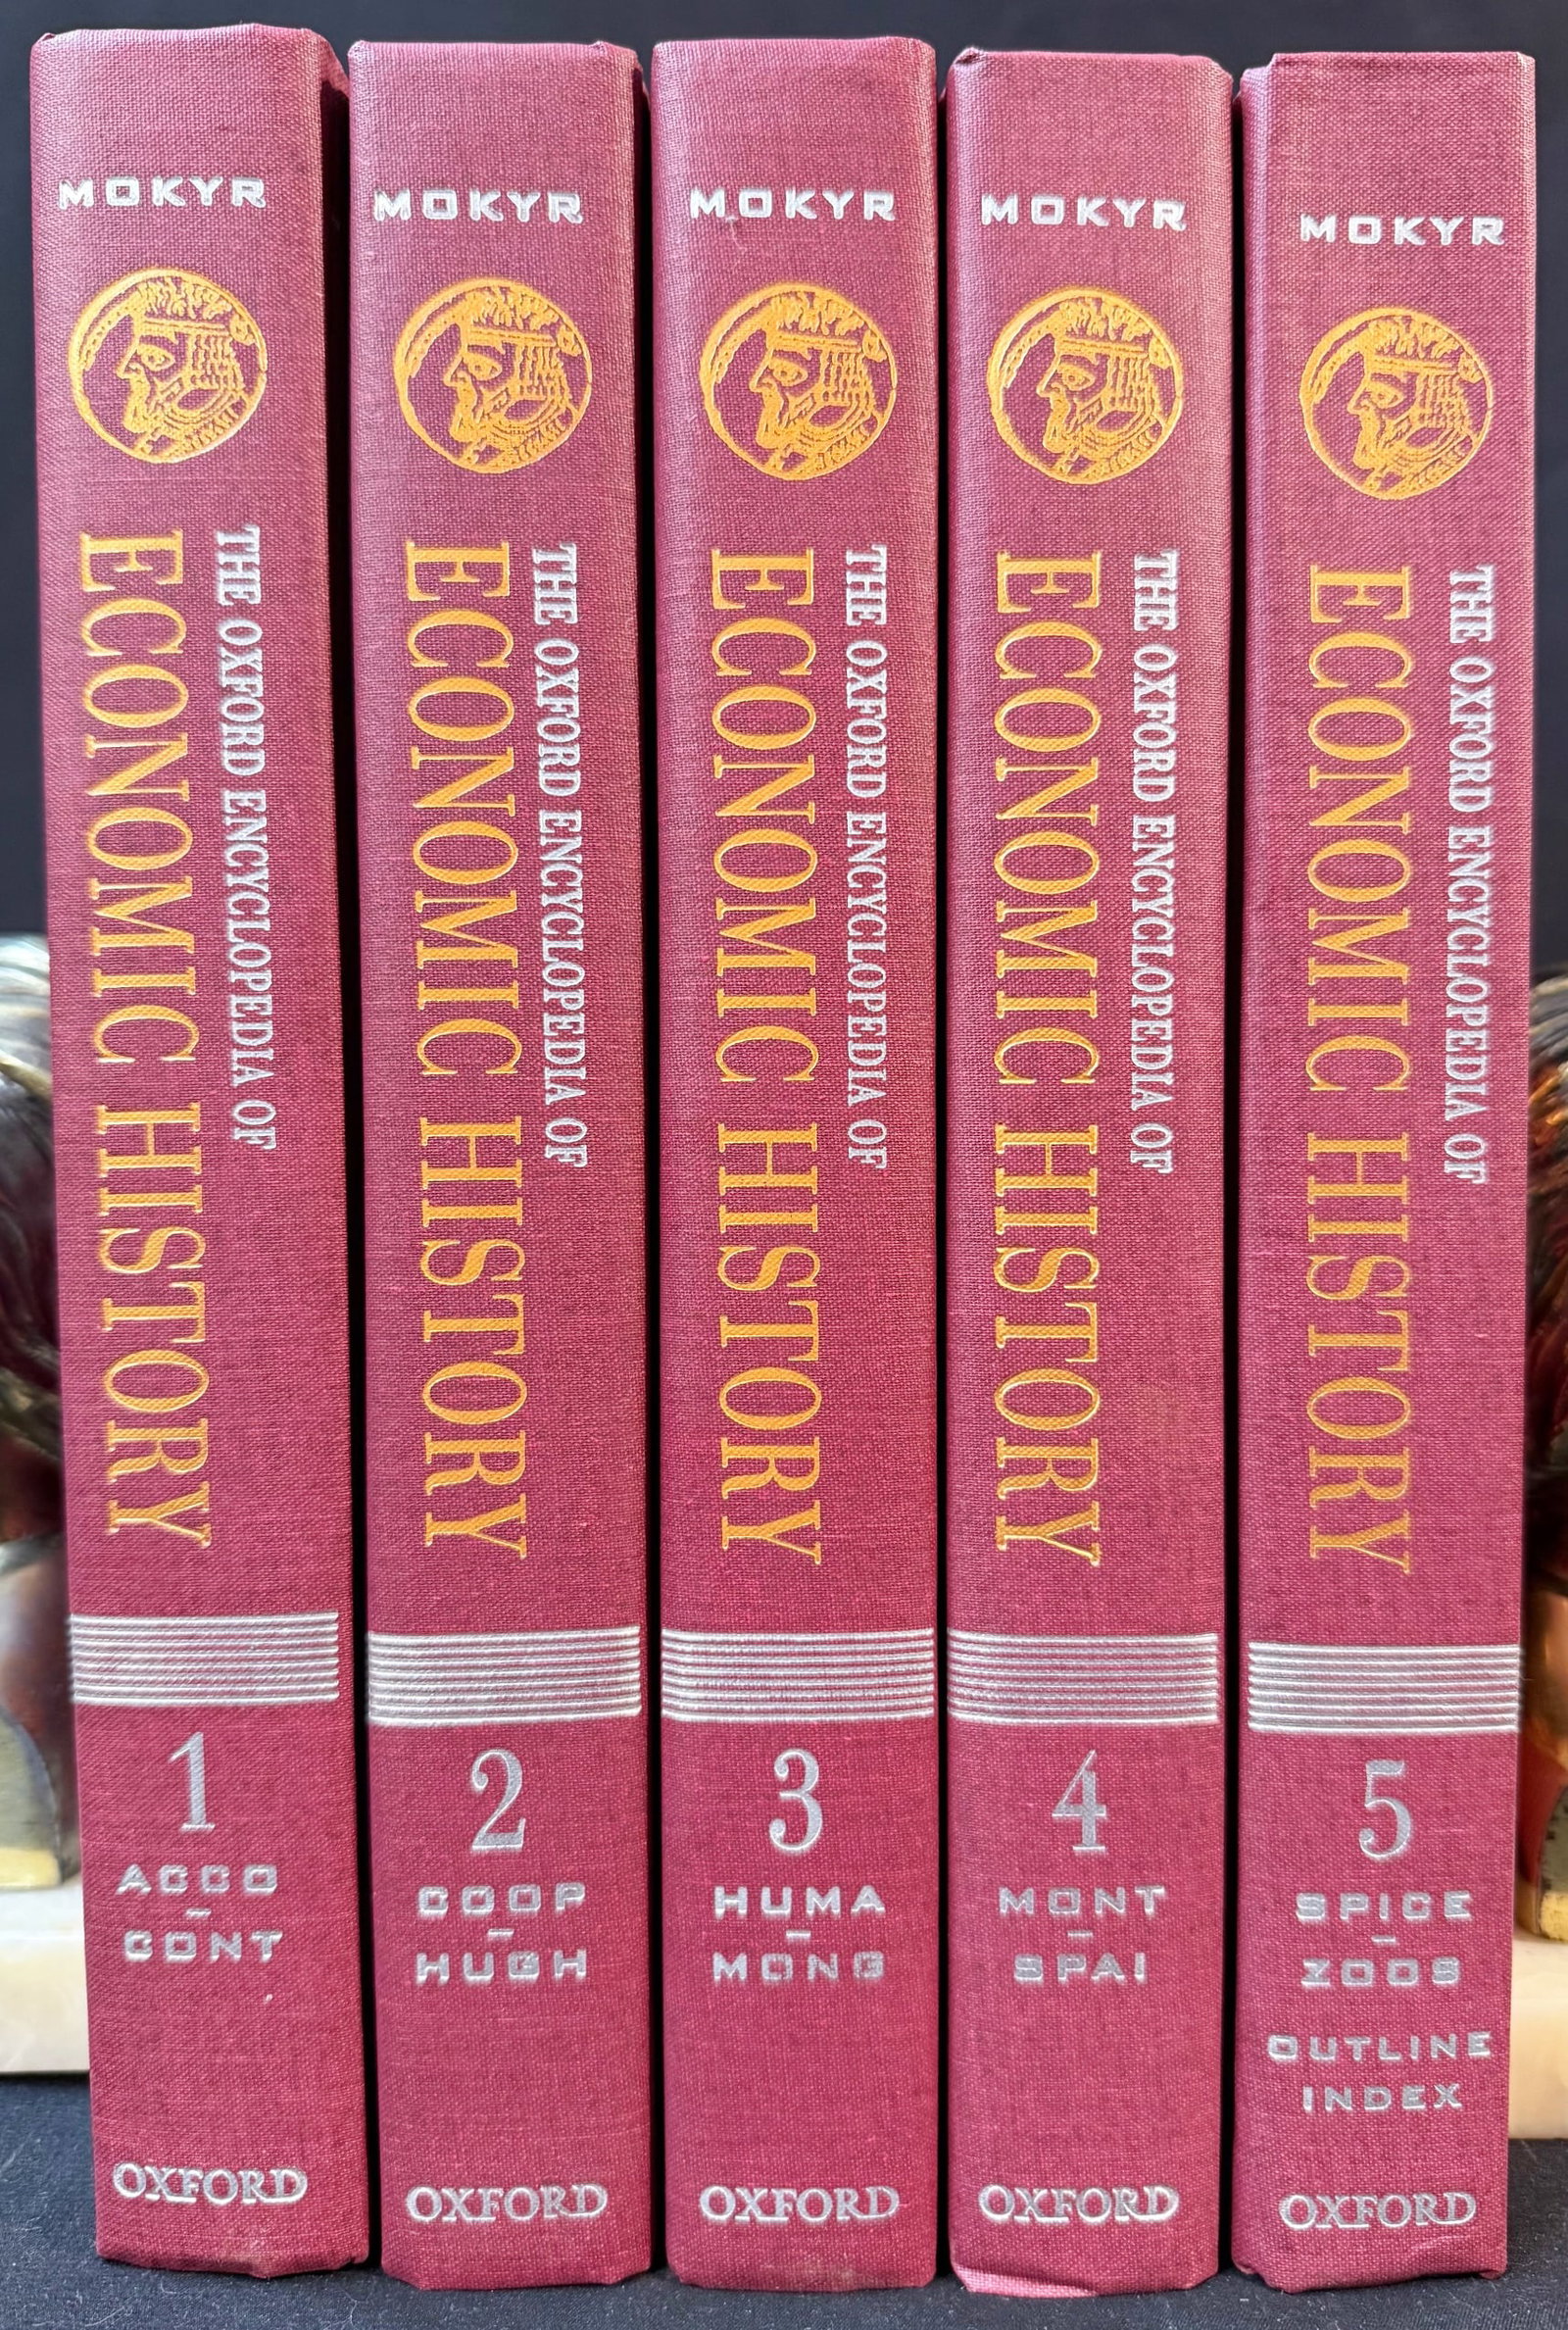 MOKYR
THE OXFORD ENCYCLOPEDIA OF
ECONOMIC HISTORY
1
ACCO
–
CONT
OXFORD
MOKYR
THE OXFORD ENCYCLOPEDIA OF
ECONOMIC HISTORY
2
COOP
–
HUGH
OXFORD
MOKYR
THE OXFORD ENCYCLOPEDIA OF
ECONOMIC HISTORY
3
HUMA
–
MONG
OXFORD
MOKYR
THE OXFORD ENCYCLOPEDIA OF
ECONOMIC HISTORY
4
MONT
–
SPAI
OXFORD
MOKYR
THE OXFORD ENCYCLOPEDIA OF
ECONOMIC HISTORY
5
SPICE
–
ZOOS
OUTLINE
INDEX
OXFORD